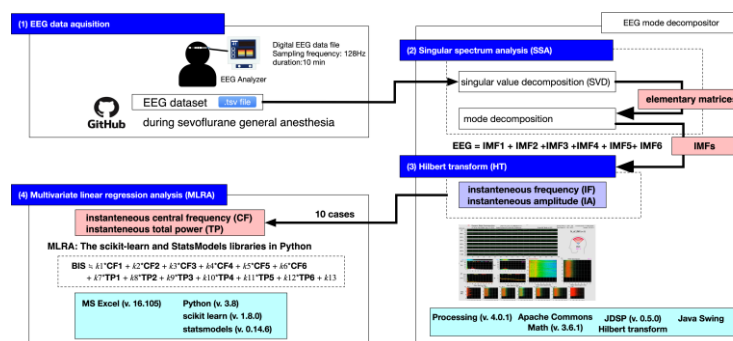 (1) EEG data aquisition
Digital EEG data file
Sampling frequency: 128Hz
duration:10 min
EEG Analyzer
EEG dataset .tsv file
GitHub
during sevoflurane general anesthesia
EEG mode decompositor
(2) Singular spectrum analysis (SSA)
singular value decomposition (SVD)
elementary matrices
mode decomposition
EEG = IMF1 + IMF2 +IMF3 +IMF4 + IMF5+ IMF6
IMFs
(3) Hilbert transform (HT)
instantaneous frequency (IF)
instantaneous amplitude (IA)
Processing (v. 4.0.1)
Apache Commons
Math (v. 3.6.1)
JDSP (v. 0.5.0)
Hilbert transform
Java Swing
(4) Multivariate linear regression analysis (MLRA)
10 cases
instantaneous central frequency (CF)
instantaneous total power (TP)
MLRA: The scikit-learn and StatsModels libraries in Python
BIS ≒ k1*CF1 + k2*CF2 + k3*CF3 + k4*CF4 + k5*CF5 + k6*CF6
+ k7*TP1 + k8*TP2 + k9*TP3 + k10*TP4 + k11*TP5 + k12*TP6 + k13
MS Excel (v. 16.105)
Python (v. 3.8)
scikit learn (v. 1.8.0)
statsmodels (v. 0.14.6)